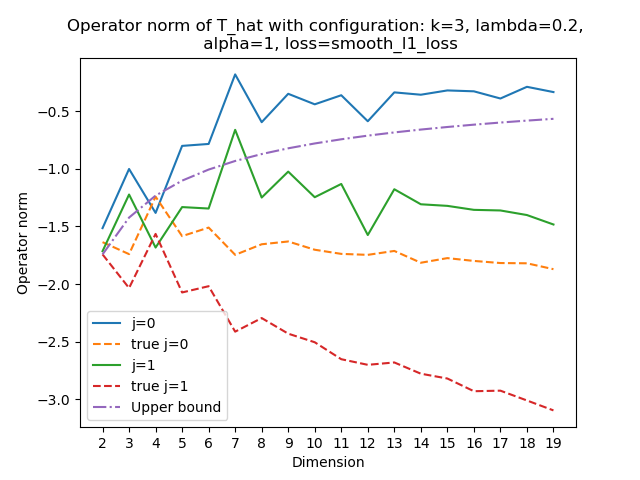 Operator norm of T_hat with configuration: k=3, lambda=0.2,
alpha=1, loss=smooth_l1_loss
Operator norm
−0.5
−1.0
−1.5
−2.0
−2.5
−3.0
j=0
true j=0
j=1
true j=1
Upper bound
2 3 4 5 6 7 8 9 10 11 12 13 14 15 16 17 18 19
Dimension